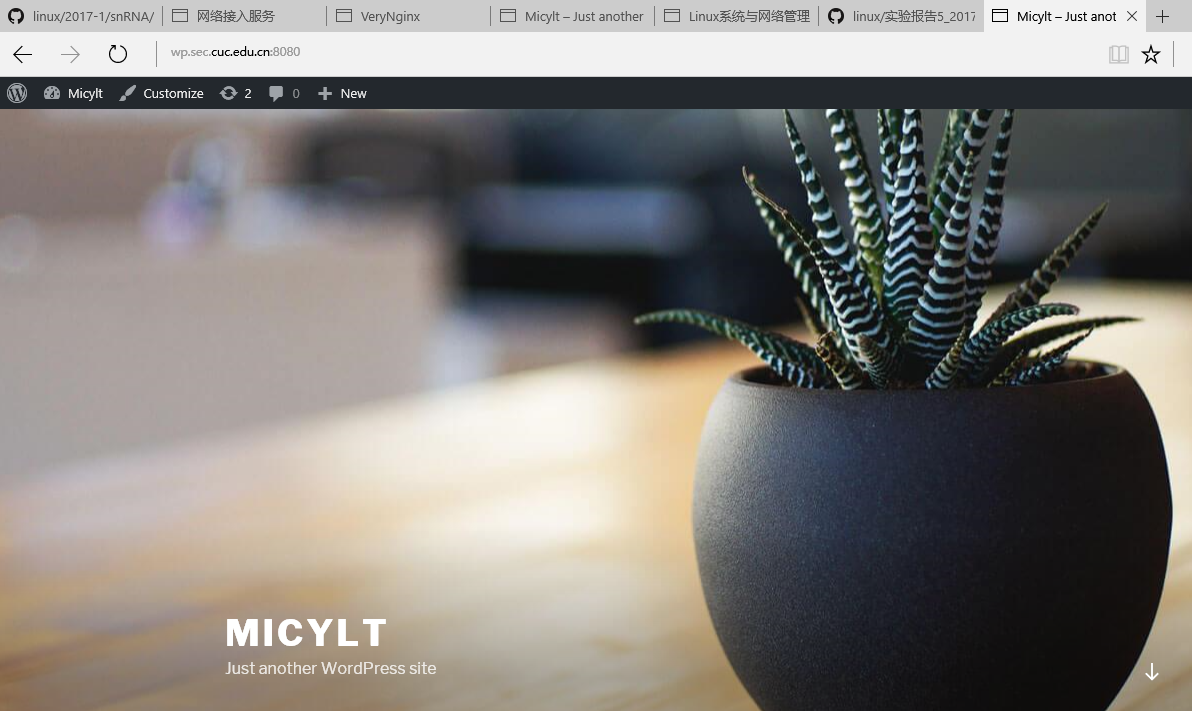 linux/2017-1/snRNA/
网络接入服务
VeryNginx
Micylt – Just another
Linux系统与网络管理
linux/实验报告5_2017
Micylt – Just anot
wp.sec.cuc.edu.cn:8080
Micylt
Customize
2
0
New
MICYLT
Just another WordPress site